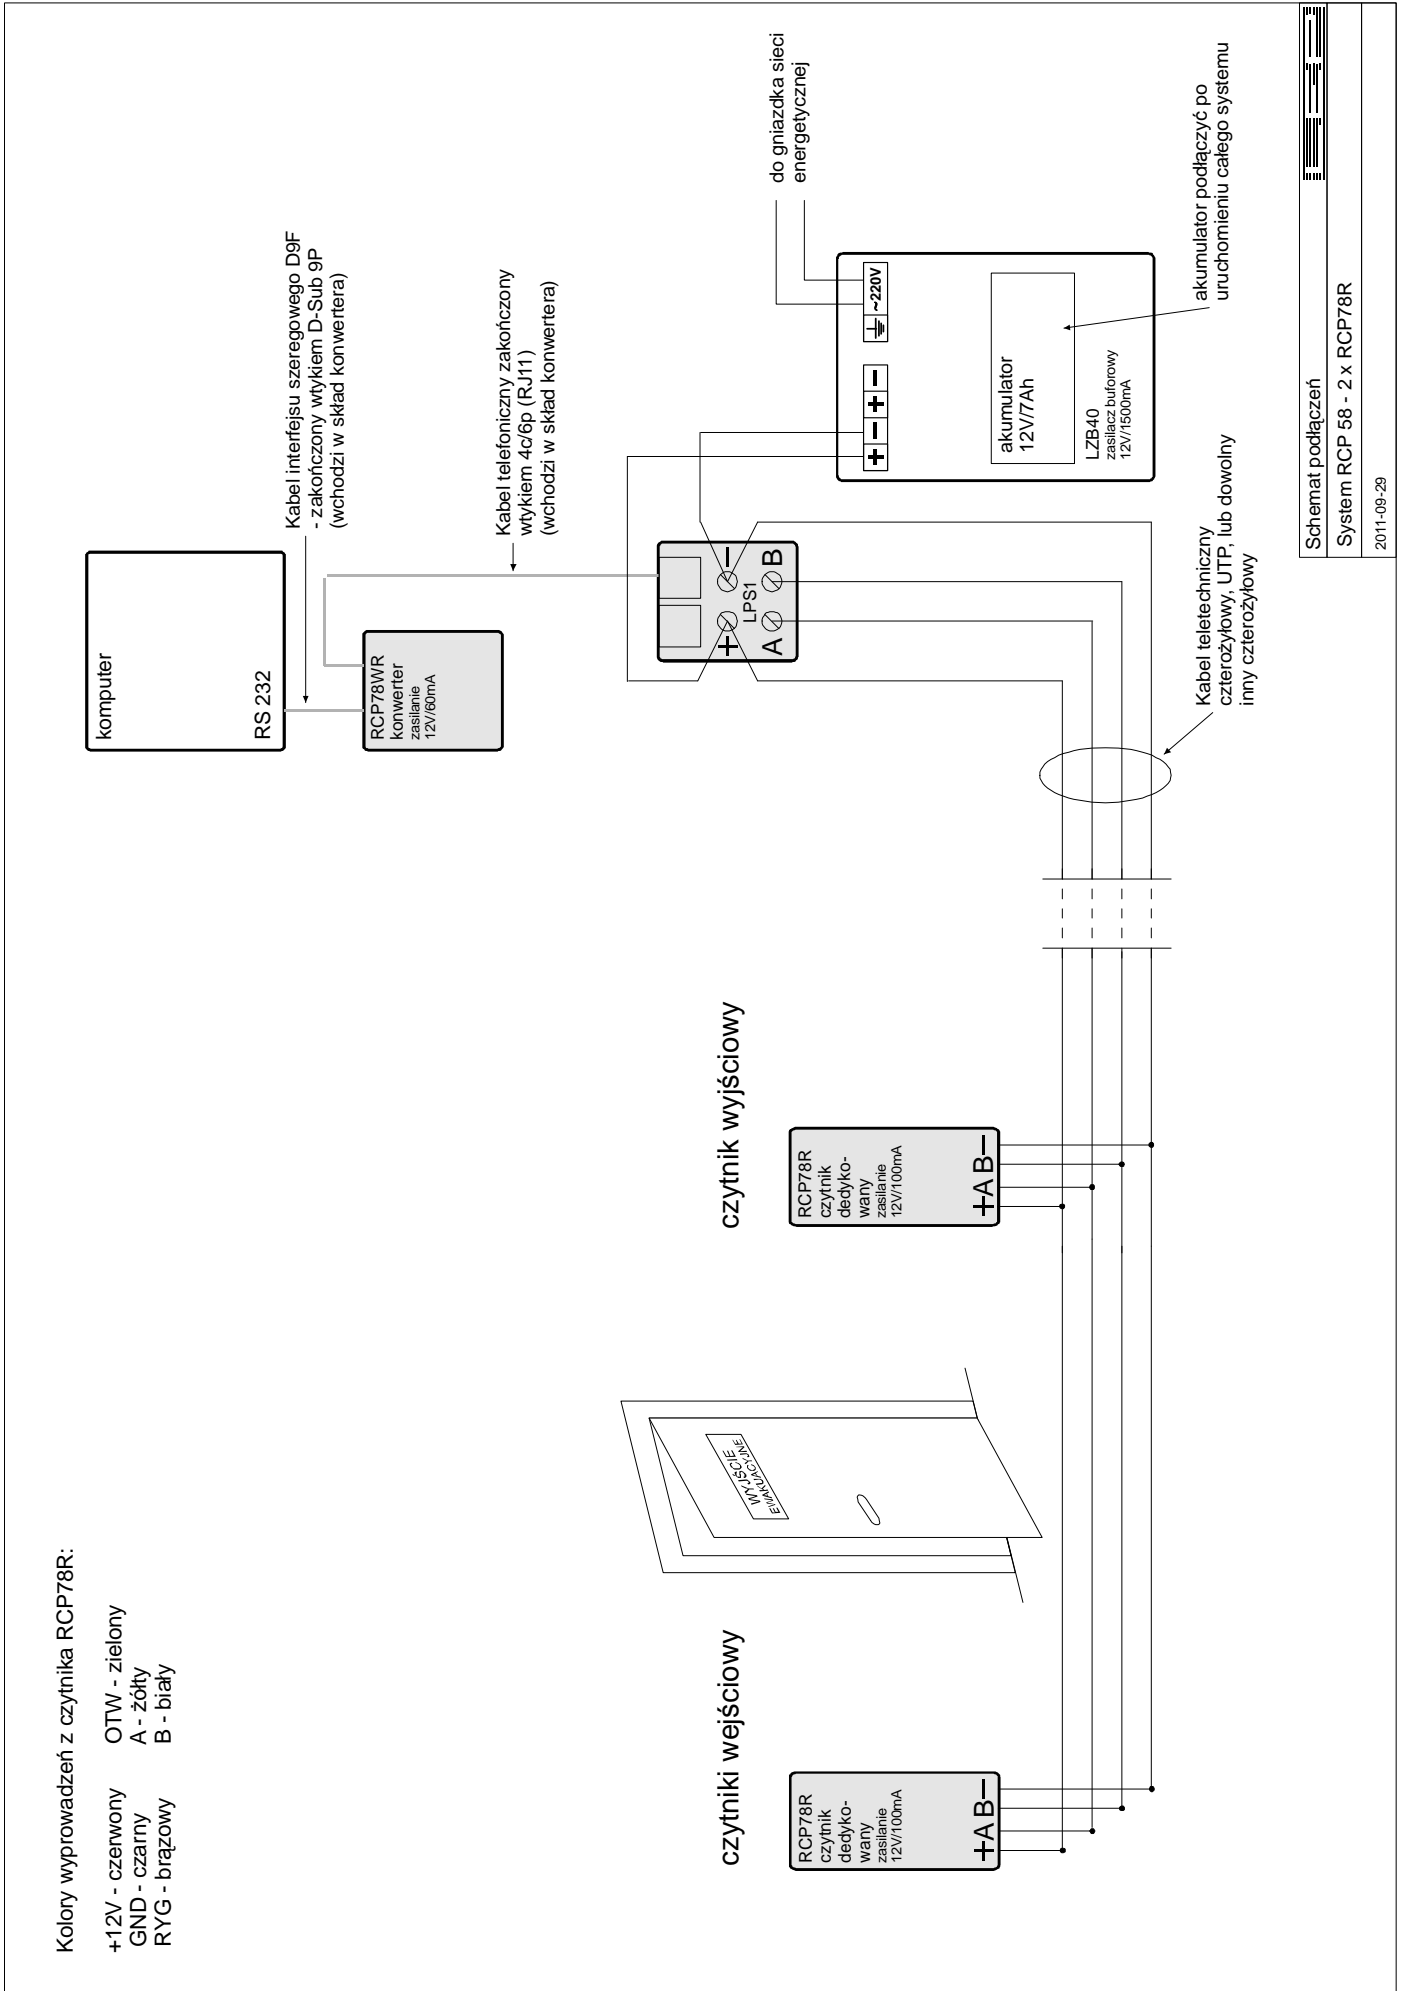 komputer
RS 232
Kabel interfejsu szeregowego D9F
- zakończony wtykiem D-Sub 9P
(wchodzi w skład konwertera)
RCP78WR
konwerter
zasilanie
12V/60mA
Kabel telefoniczny zakończony
wtykiem 4c/6p (RJ11)
(wchodzi w skład konwertera)
+ -
LPS1
A B
do gniazdka sieci
energetycznej
+ - + -
~220V
akumulator
12V/7Ah
LZB40
zasilacz buforowy
12V/1500mA
akumulator podłączyć po
uruchomieniu całego systemu
Kabel teletechniczny
czterożyłowy, UTP, lub dowolny
inny czterożyłowy
Kolory wyprowadzeń z czytnika RCP78R:
+12V - czerwony
GND - czarny
RYG - brązowy
OTW - zielony
A - żółty
B - biały
czytniki wejściowy
RCP78R
czytnik
dedyko-
wany
zasilanie
12V/100mA
+A B-
WYJŚCIE
EWAKUACYJNE
czytnik wyjściowy
RCP78R
czytnik
dedyko-
wany
zasilanie
12V/100mA
+A B-
Schemat podłączeń
System RCP 58 - 2 x RCP78R
2011-09-29